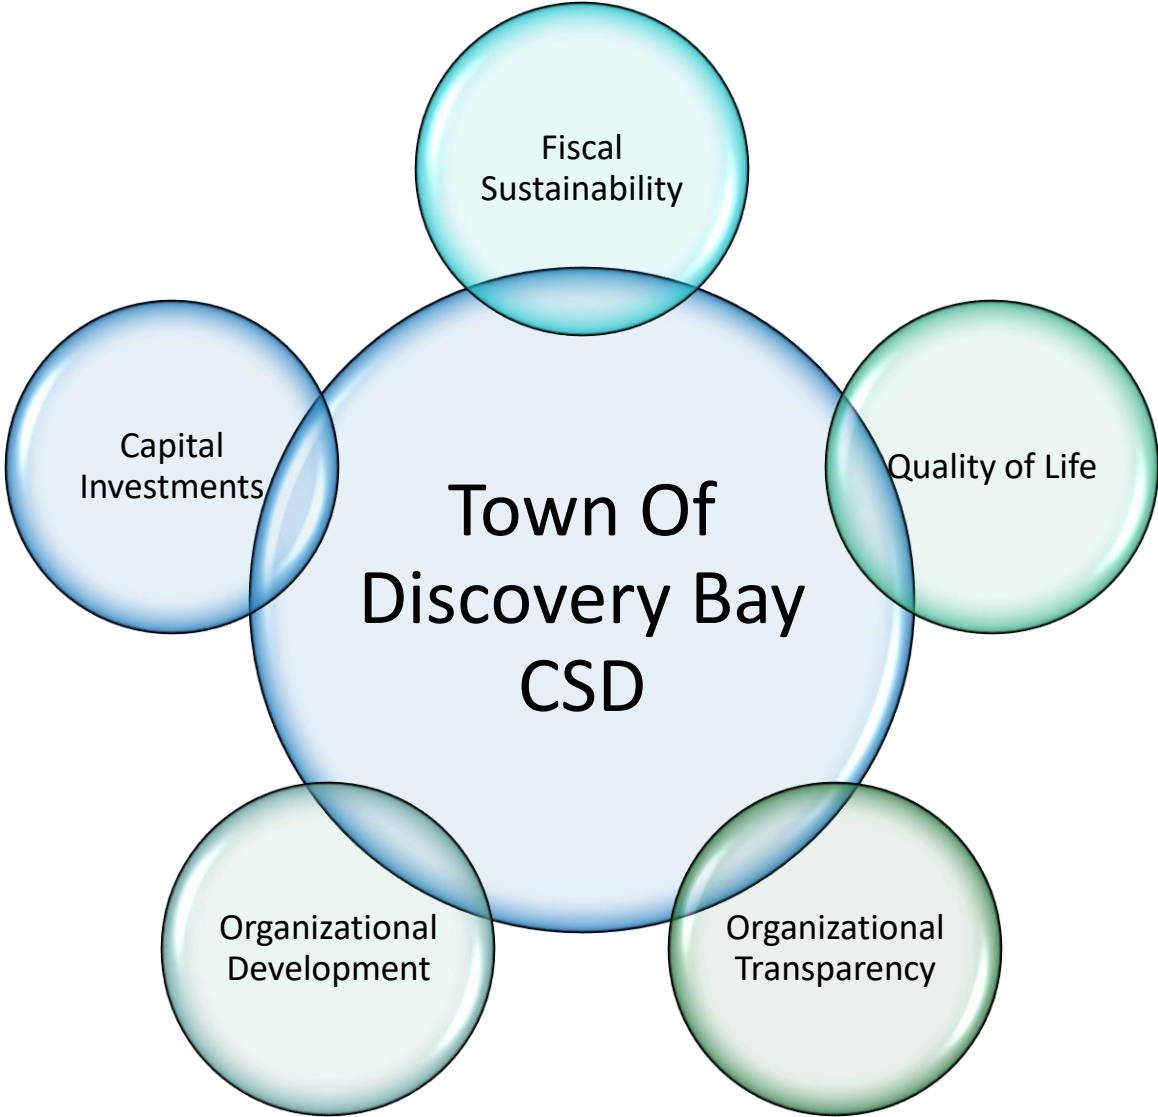 Fiscal
Sustainability
Capital
Investments
Quality of Life
Town Of
Discovery Bay
CSD
Organizational
Development
Organizational
Transparency